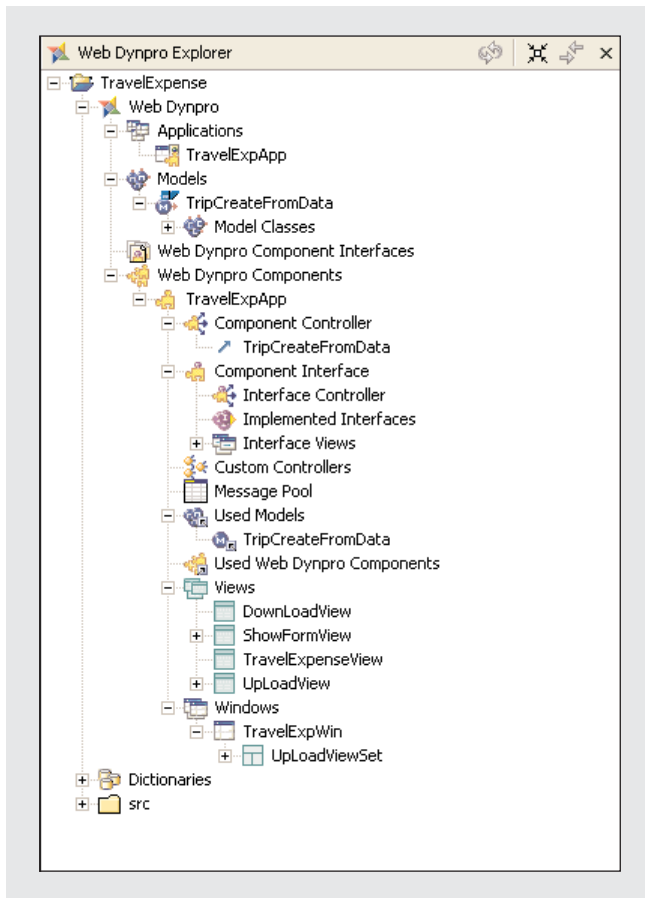 Web Dynpro Explorer
TravelExpense
Web Dynpro
Applications
TravelExpApp
Models
TripCreateFromData
Model Classes
Web Dynpro Component Interfaces
Web Dynpro Components
TravelExpApp
Component Controller
TripCreateFromData
Component Interface
Interface Controller
Implemented Interfaces
Interface Views
Custom Controllers
Message Pool
Used Models
TripCreateFromData
Used Web Dynpro Components
Views
DownLoadView
ShowFormView
TravelExpenseView
UpLoadView
Windows
TravelExpWin
UpLoadViewSet
Dictionaries
src